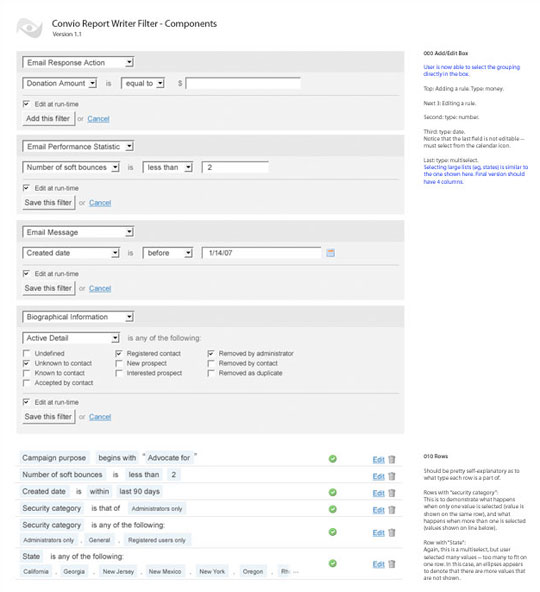 Convio Report Writer Filter - Components
Version 1.1
Email Response Action
Donation Amount is equal to $
Edit at run-time
Add this filter or Cancel
Email Performance Statistic
Number of soft bounces is less than 2
Edit at run-time
Save this filter or Cancel
Email Message
Created date is before 1/14/07
Edit at run-time
Save this filter or Cancel
Biographical Information
Active Detail is any of the following:
Undefined Registered contact Removed by administrator
Unknown to contact New prospect Removed by contact
Known to contact Interested prospect Removed as duplicate
Accepted by contact
Edit at run-time
Save this filter or Cancel
Campaign purpose begins with " Advocate for " Edit
Number of soft bounces is less than 2 Edit
Created date is within last 90 days Edit
Security category is that of Administrators only Edit
Security category is any of the following: Edit
Administrators only , General , Registered users only
State is any of the following: Edit
California , Georgia , New Jersey , New Mexico , New York , Oregon , Rh ...
000 Add/Edit Box
User is now able to select the grouping
directly in the box.
Top: Adding a rule. Type: money.
Next 3: Editing a rule.
Second: type: number.
Third: type: date.
Notice that the last field is not editable--
must select from the calendar icon.
Last: type: multiselect.
Selecting large lists (eg, states) is similar to
the one shown here. Final version should
have 4 columns.
010 Rows
Should be pretty self-explanatory as to
what type each row is a part of.
Rows with "security category":
This is to demonstrate what happens
when only one value is selected (value is
shown on the same row), and what
happens when more than one is selected
(values shown on line below).
Row with "State":
Again, this is a multiselect, but user
selected many values -- too many to fit on
one row. In this case, an ellipses appears
to denote that there are more values that
are not shown.